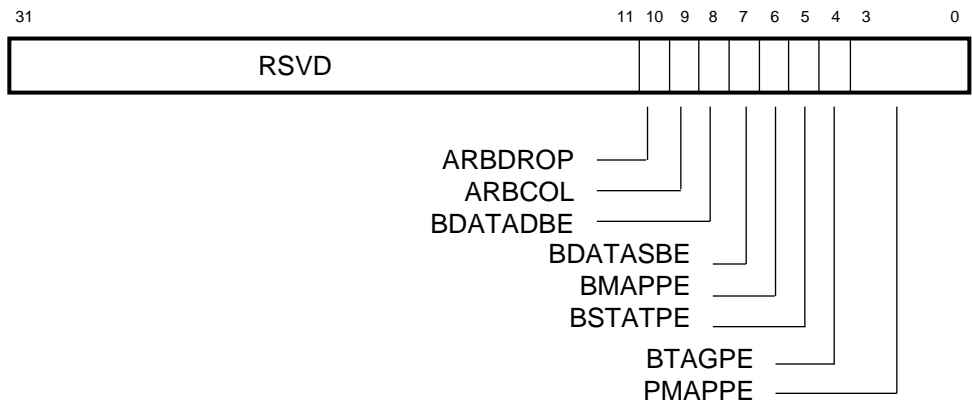 31 11 10 9 8 7 6 5 4 3 0
RSVD
ARBDROP
ARBCOL
BDATADBE
BDATASBE
BMAPPE
BSTATPE
BTAGPE
PMAPPE